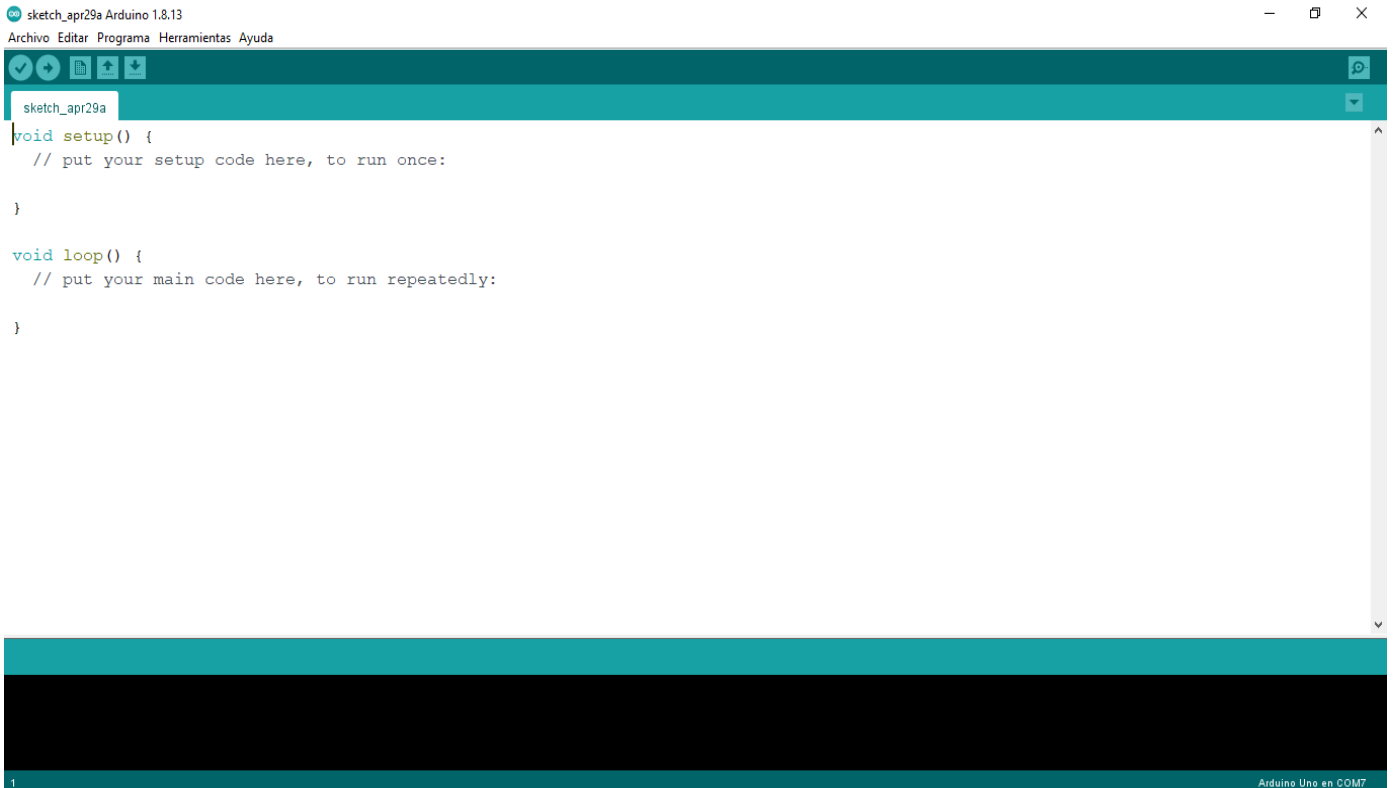 sketch_apr29a Arduino 1.8.13
Archivo Editar Programa Herramientas Ayuda
sketch_apr29a
void setup() {
  // put your setup code here, to run once:
}
void loop() {
  // put your main code here, to run repeatedly:
}
1
Arduino Uno en COM7